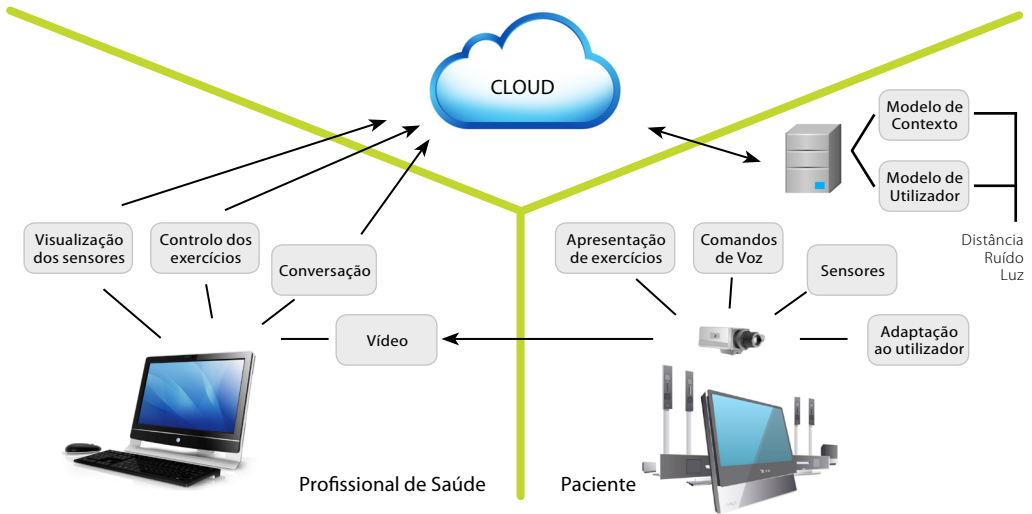 CLOUD
Modelo de
Contexto
Modelo de
Utilizador
Distância
Ruído
Luz
Visualização
dos sensores
Controlo dos
exercícios
Conversação
Vídeo
Apresentação
de exercícios
Comandos
de Voz
Sensores
Adaptação
ao utilizador
Profissional de Saúde
Paciente